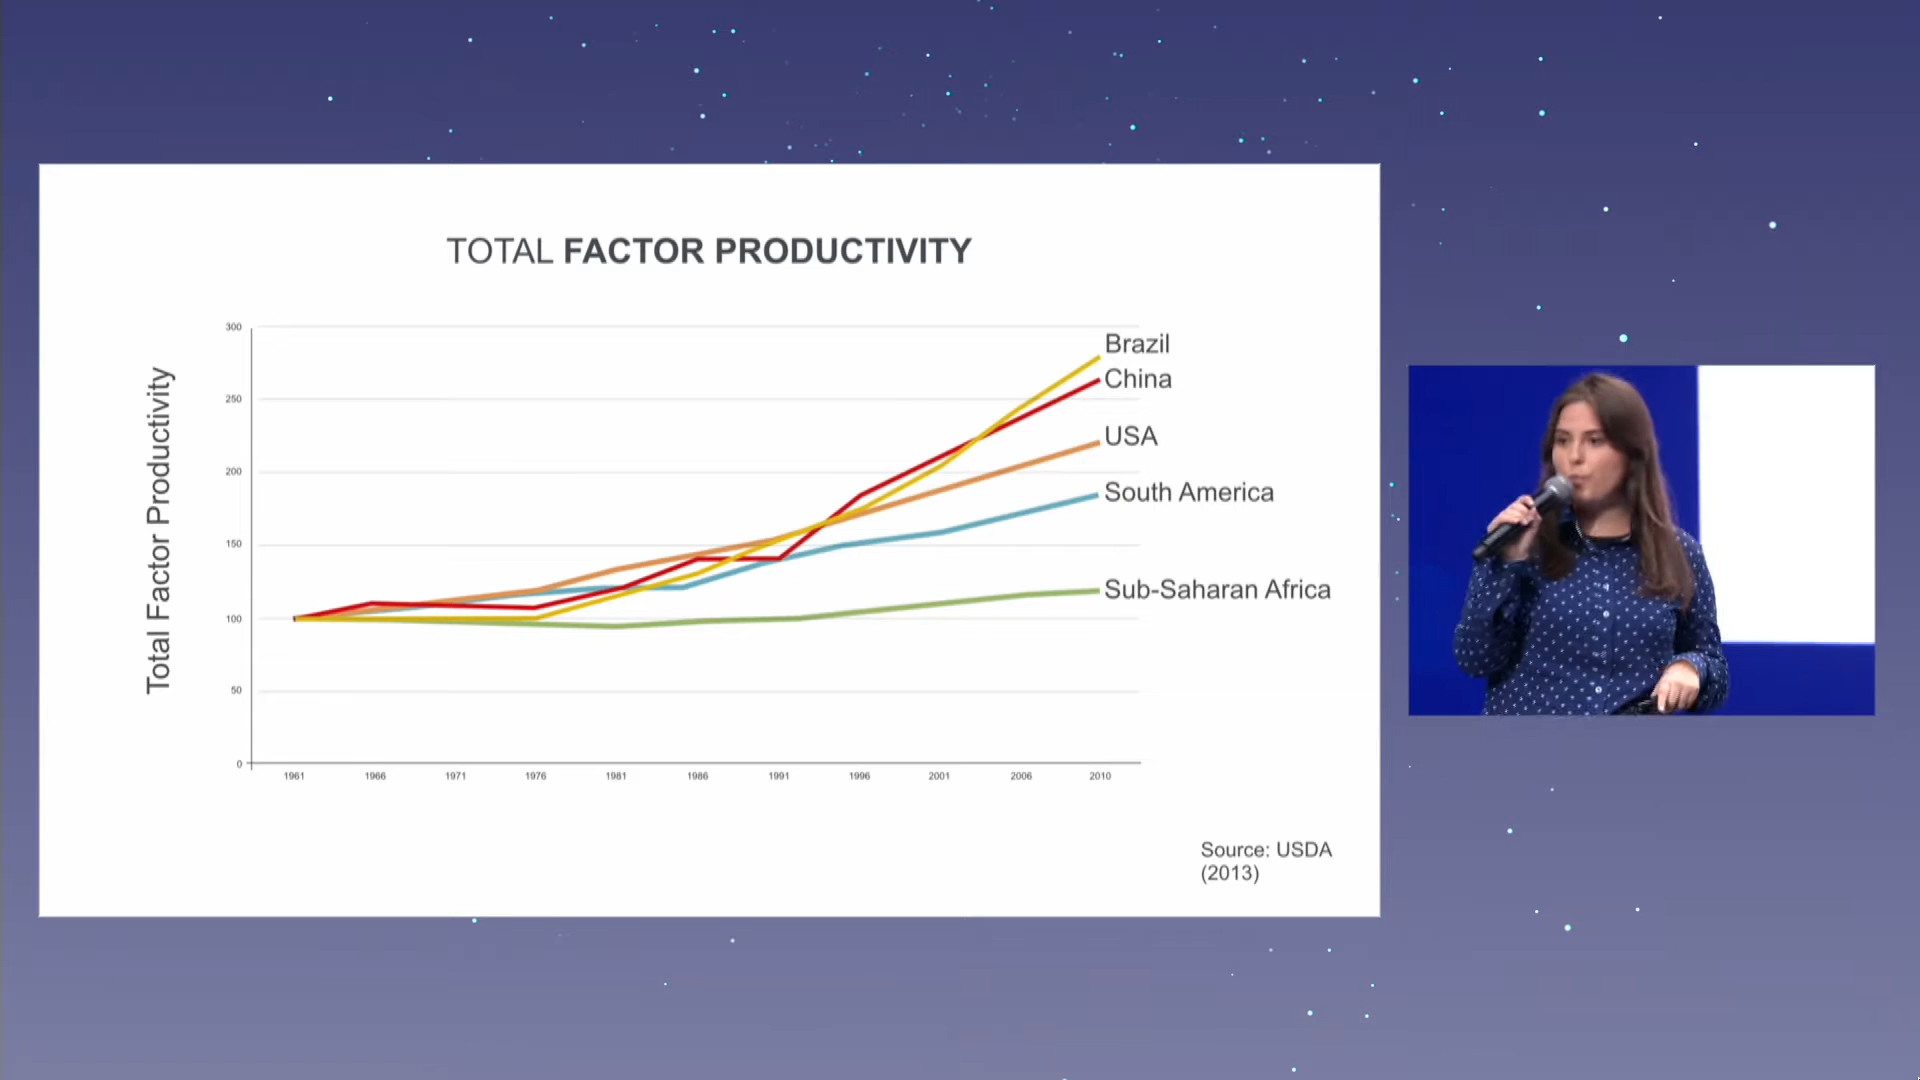 TOTAL FACTOR PRODUCTIVITY
Total Factor Productivity
300
250
200
150
100
50
0
Brazil
China
USA
South America
Sub-Saharan Africa
1961 1966 1971 1976 1981 1986 1991 1996 2001 2006 2010
Source: USDA
(2013)